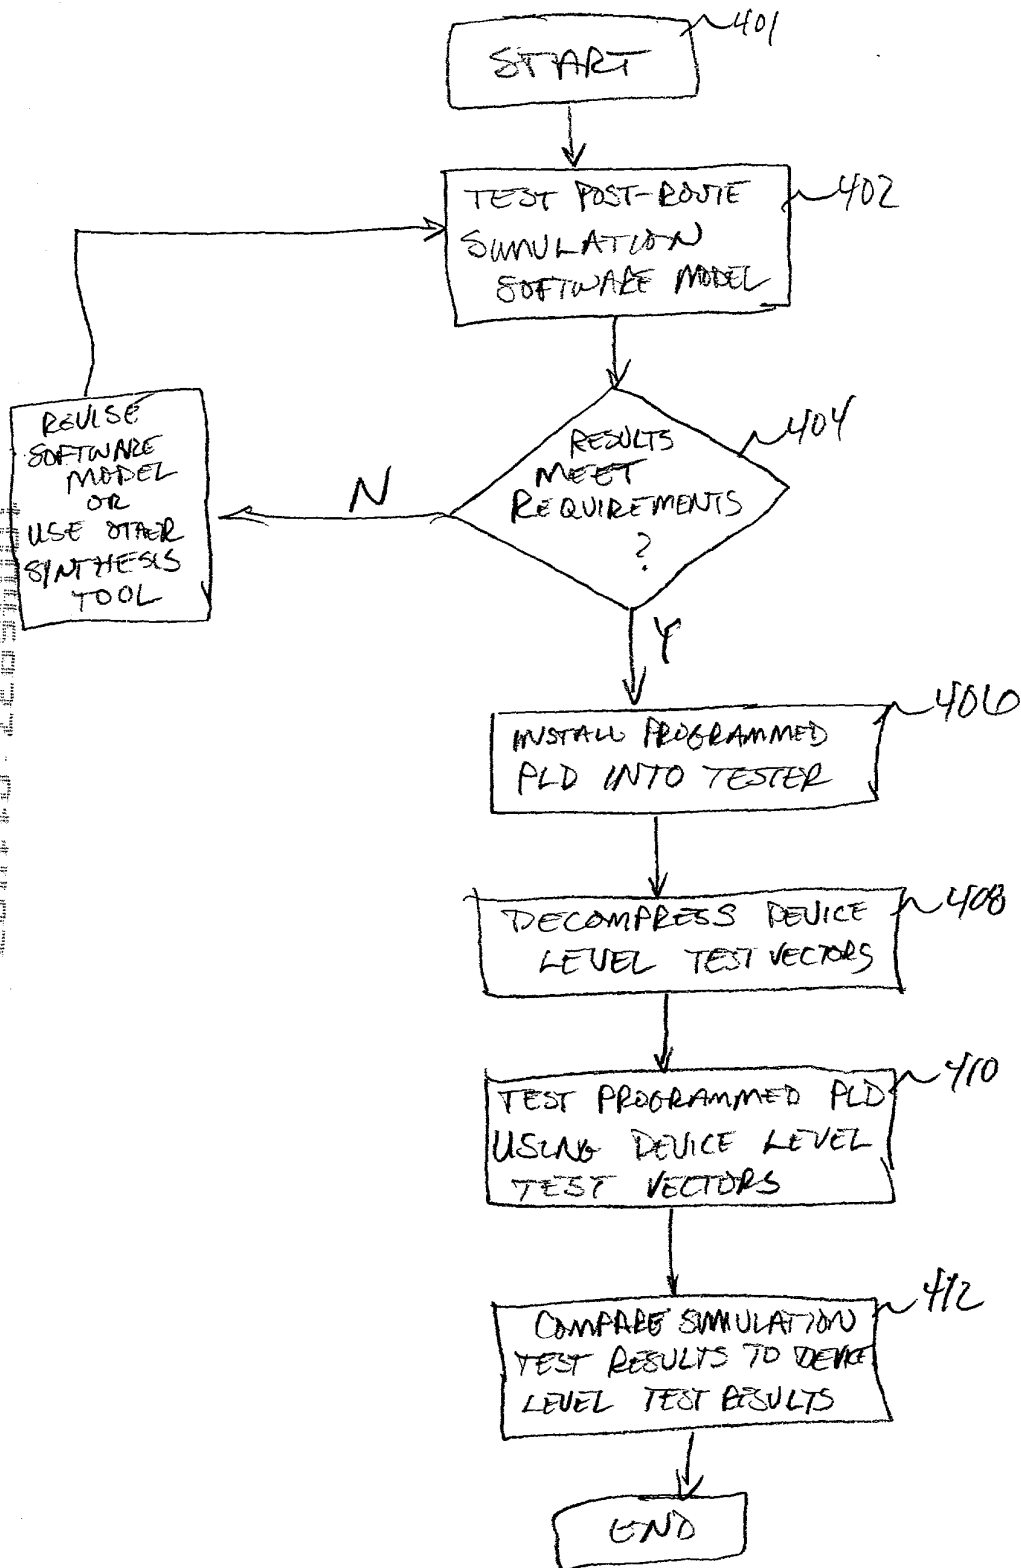 401
START
TEST POST-ROUTE
SIMULATION
SOFTWARE MODEL
402
REVISE
SOFTWARE
MODEL
OR
USE OTHER
SYNTHESIS
TOOL
N
RESULTS
MEET
REQUIREMENTS
?
404
Y
INSTALL PROGRAMMED
PLD INTO TESTER
406
DECOMPRESS DEVICE
LEVEL TEST VECTORS
408
TEST PROGRAMMED PLD
USING DEVICE LEVEL
TEST VECTORS
410
COMPARE SIMULATION
TEST RESULTS TO DEVICE
LEVEL TEST RESULTS
412
END